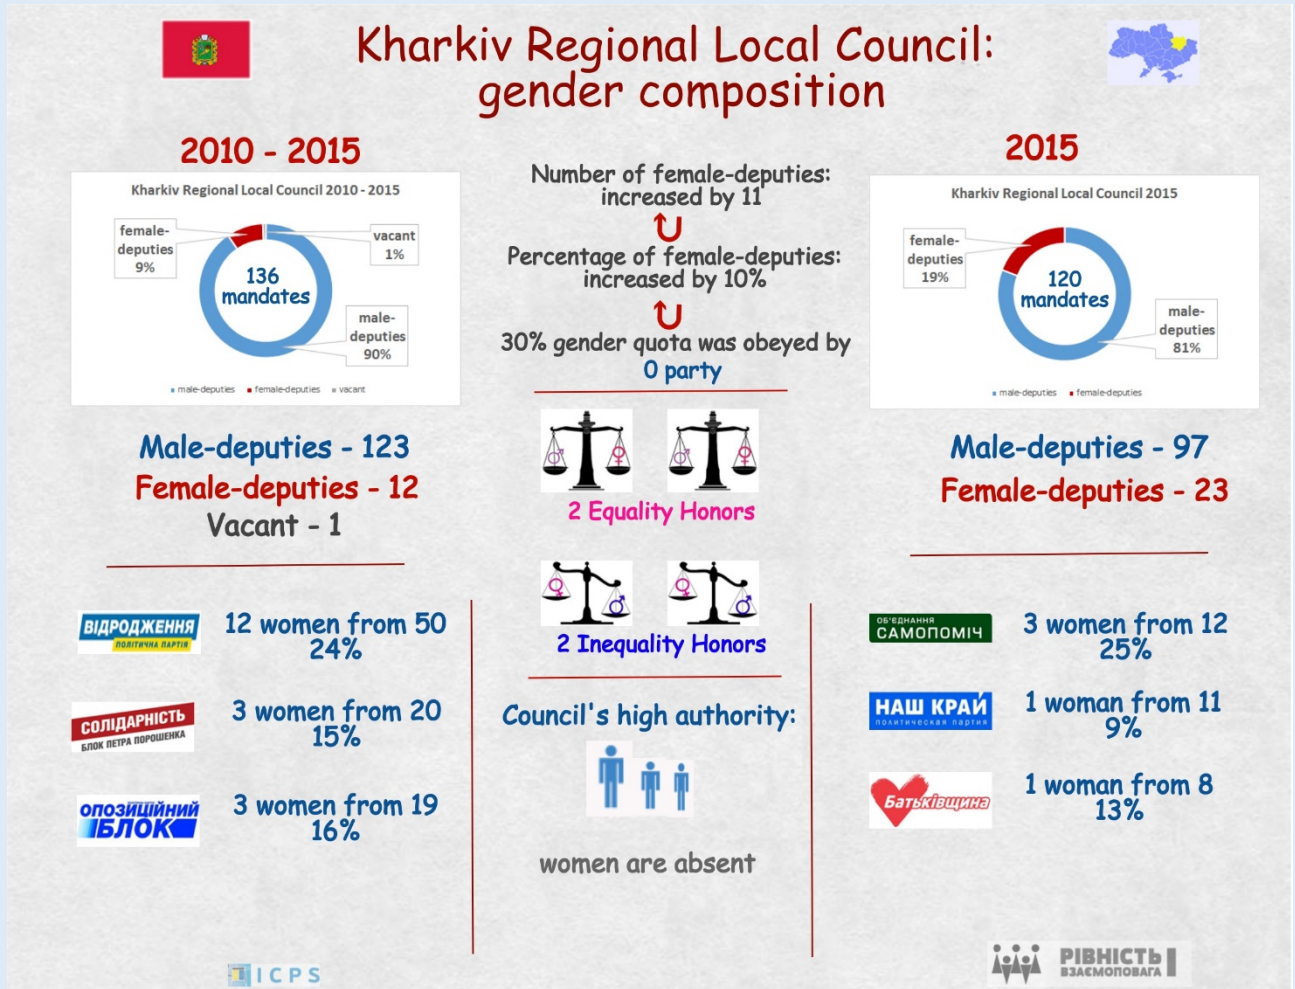 Kharkiv Regional Local Council:
gender composition
2010 - 2015
Kharkiv Regional Local Council 2010 - 2015
female-
deputies
9%
vacant
1%
136
mandates
male-
deputies
90%
male-deputies
female-deputies
vacant
Male-deputies - 123
Female-deputies - 12
Vacant - 1
Number of female-deputies:
increased by 11
Percentage of female-deputies:
increased by 10%
30% gender quota was obeyed by
0 party
2 Equality Honors
2 Inequality Honors
2015
Kharkiv Regional Local Council 2015
female-
deputies
19%
120
mandates
male-
deputies
81%
male-deputies
female-deputies
Male-deputies - 97
Female-deputies - 23
ВІДРОДЖЕННЯ
ПОЛІТИЧНА ПАРТІЯ
12 women from 50
24%
СОЛІДАРНІСТЬ
БЛОК ПЕТРА ПОРОШЕНКА
3 women from 20
15%
ОПОЗИЦІЙНИЙ
БЛОК
3 women from 19
16%
Council's high authority:
women are absent
ОБ'ЄДНАННЯ
САМОПОМІЧ
3 women from 12
25%
НАШ КРАЙ
ПОЛИТИЧЕСКАЯ ПАРТИЯ
1 woman from 11
9%
Батьківщина
1 woman from 8
13%
ICPS
РІВНІСТЬ
ВЗАЄМОПОВАГА